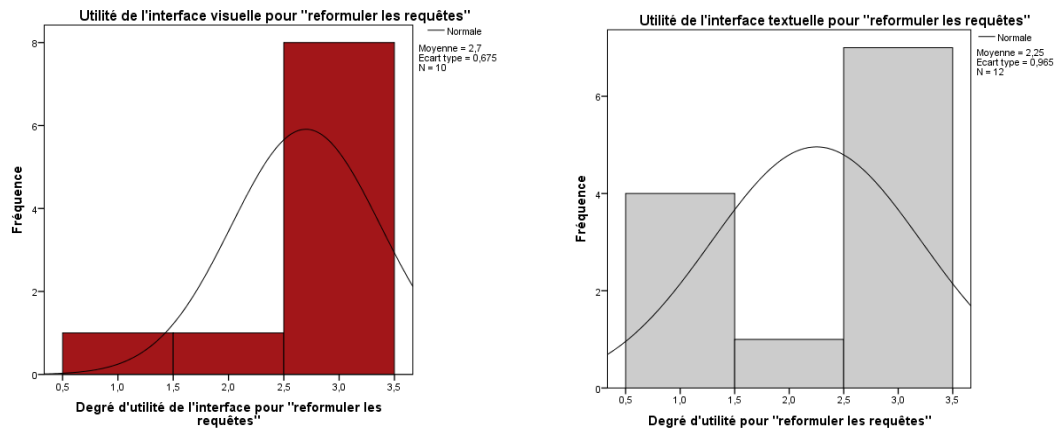 Utilité de l'interface visuelle pour "reformuler les requêtes"
Normale
Moyenne = 2,7
Ecart type = 0,675
N = 10
8
6
4
2
0
Fréquence
0,5 1,0 1,5 2,0 2,5 3,0 3,5
Degré d'utilité de l'interface pour "reformuler les
requêtes"
Utilité de l'interface textuelle pour "reformuler les requêtes"
Normale
Moyenne = 2,25
Ecart type = 0,965
N = 12
6
4
2
0
Fréquence
0,5 1,0 1,5 2,0 2,5 3,0 3,5
Degré d'utilité pour "reformuler les requêtes"